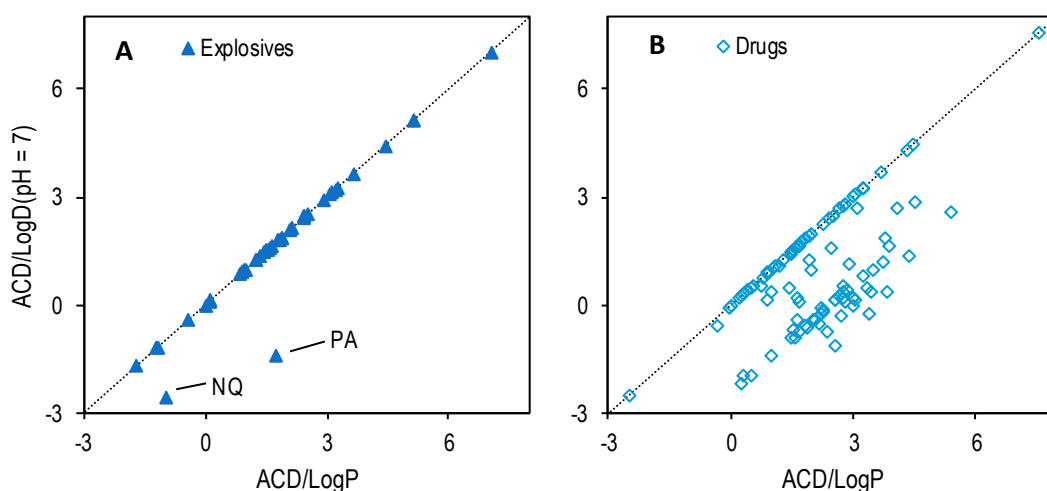 A
Explosives
ACD/LogD(pH = 7)
6
3
0
-3
PA
NQ
-3 0 3 6
ACD/LogP
B
Drugs
6
3
0
-3
-3 0 3 6
ACD/LogP